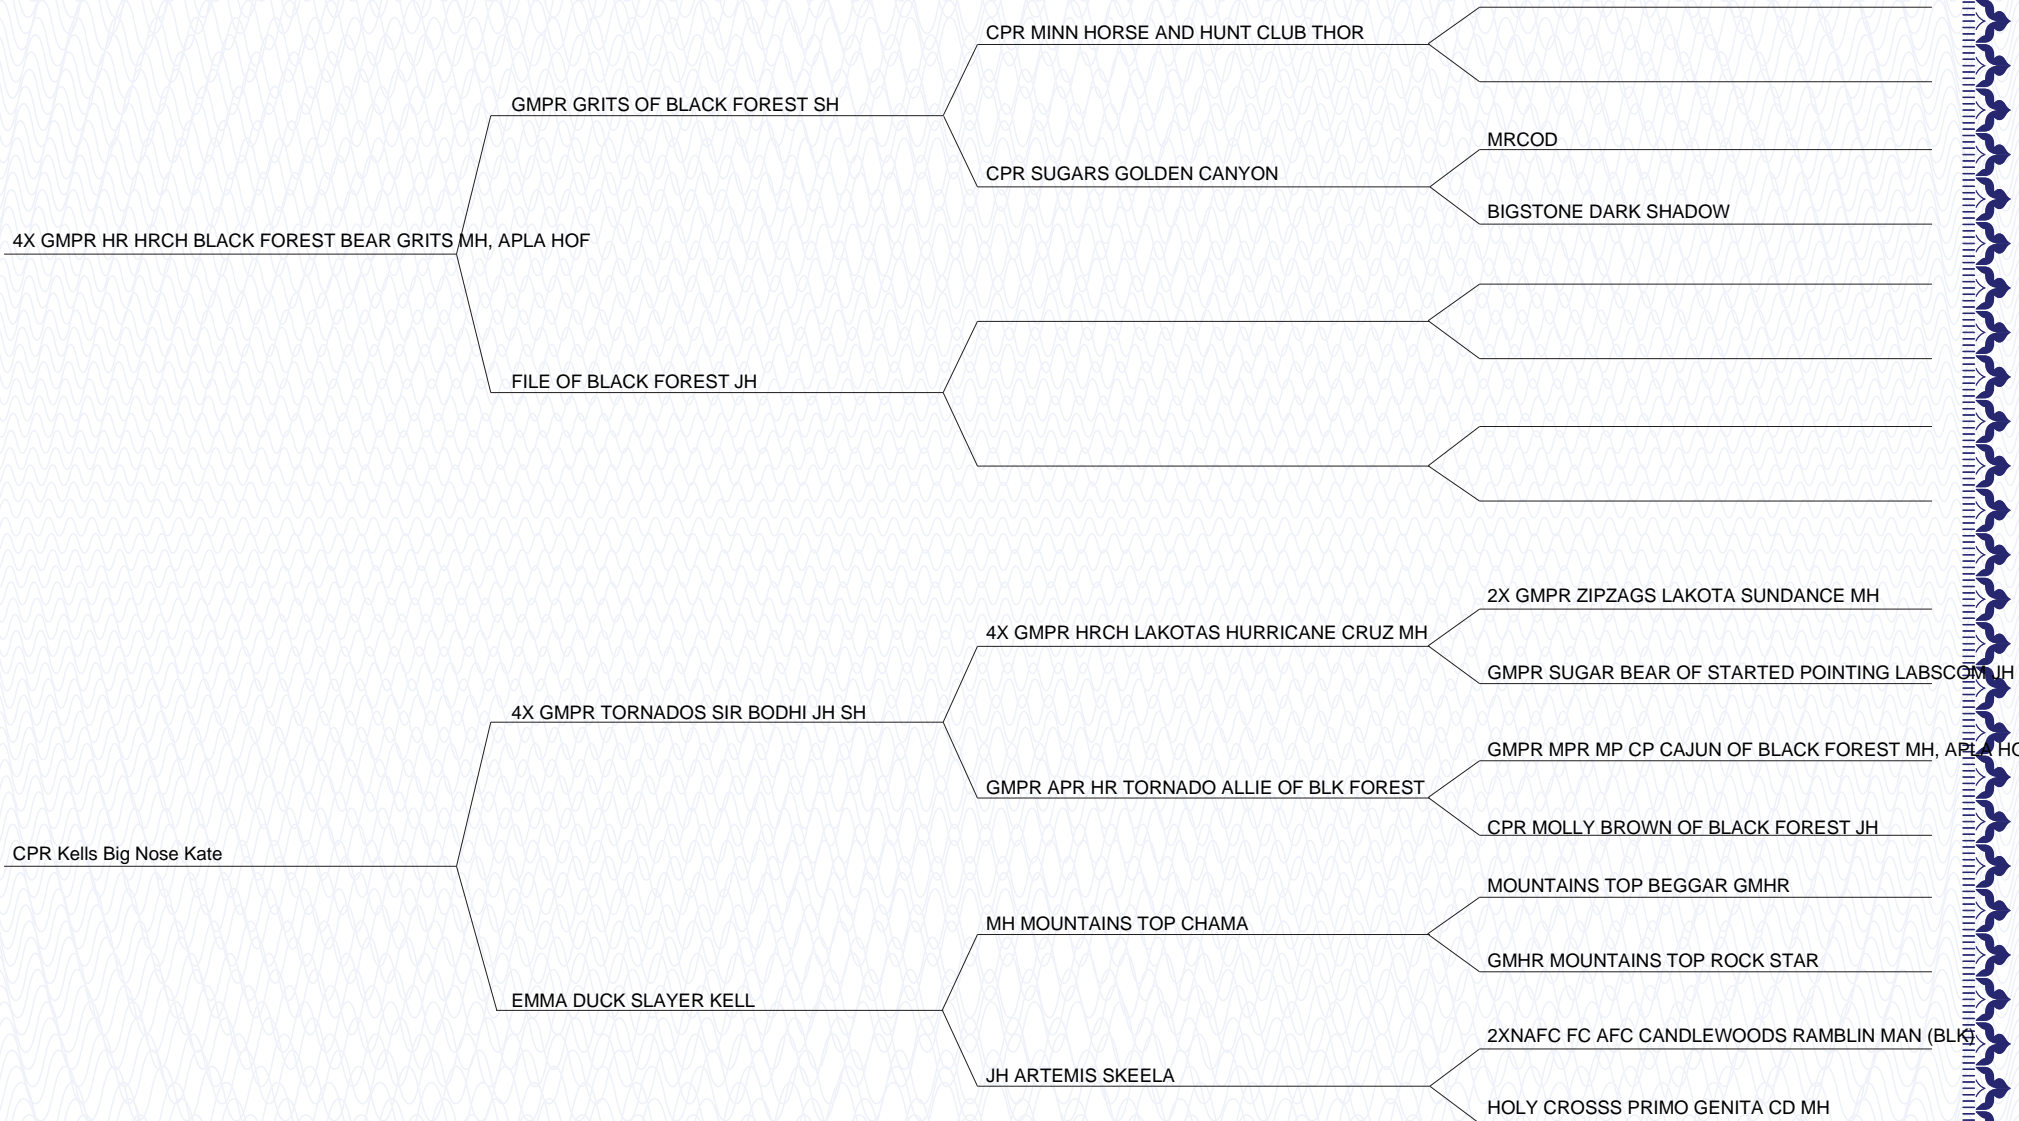 CPR MINN HORSE AND HUNT CLUB THOR
GMPR GRITS OF BLACK FOREST SH
MRCOD
CPR SUGARS GOLDEN CANYON
BIGSTONE DARK SHADOW
4X GMPR HR HRCH BLACK FOREST BEAR GRITS MH, APLA HOF
FILE OF BLACK FOREST JH
2X GMPR ZIPZAGS LAKOTA SUNDANCE MH
4X GMPR HRCH LAKOTAS HURRICANE CRUZ MH
GMPR SUGAR BEAR OF STARTED POINTING LABSCOM JH
4X GMPR TORNADOS SIR BODHI JH SH
GMPR MPR MP CP CAJUN OF BLACK FOREST MH, APLA HO
GMPR APR HR TORNADO ALLIE OF BLK FOREST
CPR MOLLY BROWN OF BLACK FOREST JH
CPR Kells Big Nose Kate
MOUNTAINS TOP BEGGAR GMHR
MH MOUNTAINS TOP CHAMA
GMHR MOUNTAINS TOP ROCK STAR
EMMA DUCK SLAYER KELL
2XNAFC FC AFC CANDLEWOODS RAMBLIN MAN (BLK)
JH ARTEMIS SKEELA
HOLY CROSSS PRIMO GENITA CD MH